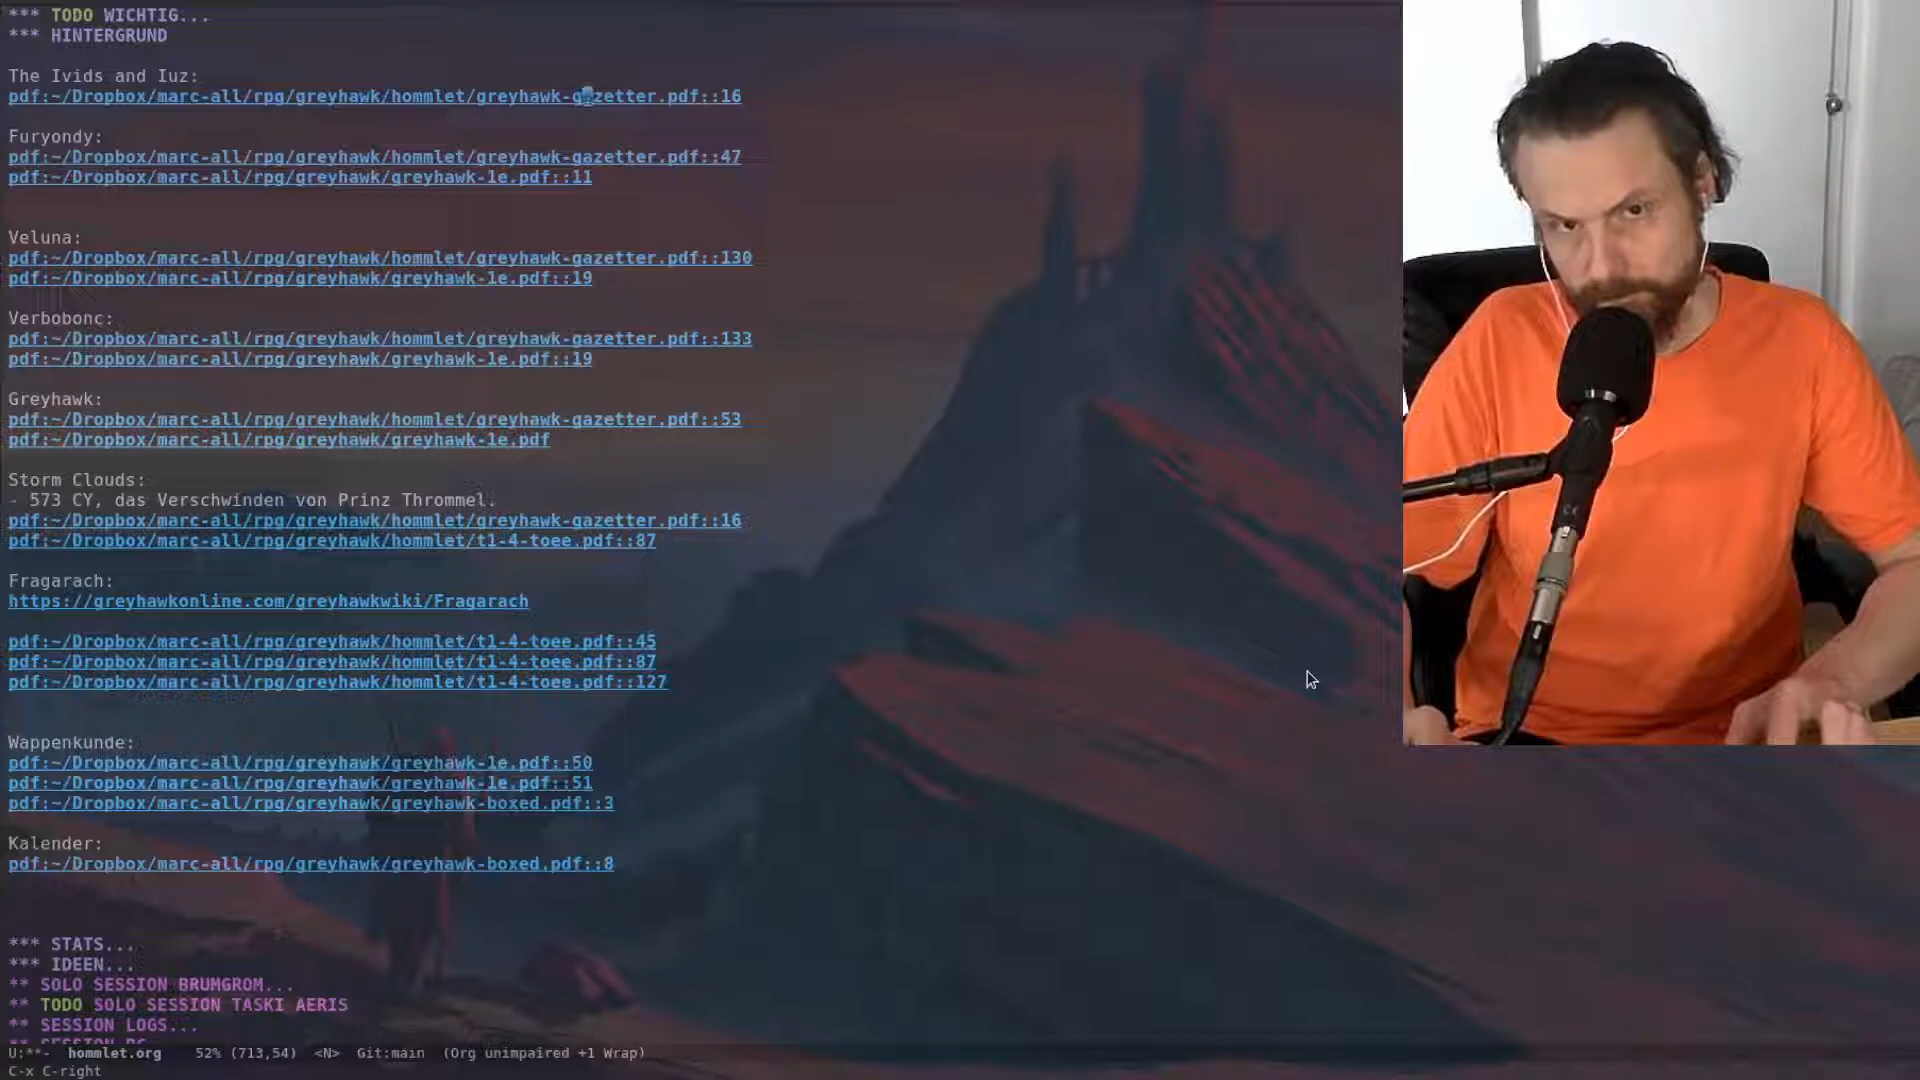 *** TODO WICHTIG...
*** HINTERGRUND
The Ivids and Iuz:
pdf:~/Dropbox/marc-all/rpg/greyhawk/hommlet/greyhawk-gazetter.pdf::16
Furyondy:
pdf:~/Dropbox/marc-all/rpg/greyhawk/hommlet/greyhawk-gazetter.pdf::47
pdf:~/Dropbox/marc-all/rpg/greyhawk/greyhawk-1e.pdf::11
Veluna:
pdf:~/Dropbox/marc-all/rpg/greyhawk/hommlet/greyhawk-gazetter.pdf::130
pdf:~/Dropbox/marc-all/rpg/greyhawk/greyhawk-1e.pdf::19
Verbobonc:
pdf:~/Dropbox/marc-all/rpg/greyhawk/hommlet/greyhawk-gazetter.pdf::133
pdf:~/Dropbox/marc-all/rpg/greyhawk/greyhawk-1e.pdf::19
Greyhawk:
pdf:~/Dropbox/marc-all/rpg/greyhawk/hommlet/greyhawk-gazetter.pdf::53
pdf:~/Dropbox/marc-all/rpg/greyhawk/greyhawk-1e.pdf
Storm Clouds:
- 573 CY, das Verschwinden von Prinz Thrommel.
pdf:~/Dropbox/marc-all/rpg/greyhawk/hommlet/greyhawk-gazetter.pdf::16
pdf:~/Dropbox/marc-all/rpg/greyhawk/hommlet/t1-4-toee.pdf::87
Fragarach:
https://greyhawkonline.com/greyhawkwiki/Fragarach
pdf:~/Dropbox/marc-all/rpg/greyhawk/hommlet/t1-4-toee.pdf::45
pdf:~/Dropbox/marc-all/rpg/greyhawk/hommlet/t1-4-toee.pdf::87
pdf:~/Dropbox/marc-all/rpg/greyhawk/hommlet/t1-4-toee.pdf::127
Wappenkunde:
pdf:~/Dropbox/marc-all/rpg/greyhawk/greyhawk-1e.pdf::50
pdf:~/Dropbox/marc-all/rpg/greyhawk/greyhawk-1e.pdf::51
pdf:~/Dropbox/marc-all/rpg/greyhawk/greyhawk-boxed.pdf::3
Kalender:
pdf:~/Dropbox/marc-all/rpg/greyhawk/greyhawk-boxed.pdf::8
*** STATS...
*** IDEEN...
** SOLO SESSION BRUMGROM...
** TODO SOLO SESSION TASKI AERIS
** SESSION LOGS...
U:**- hommlet.org 52% (713,54) <N> Git:main (Org unimpaired +1 Wrap)
C-x C-right